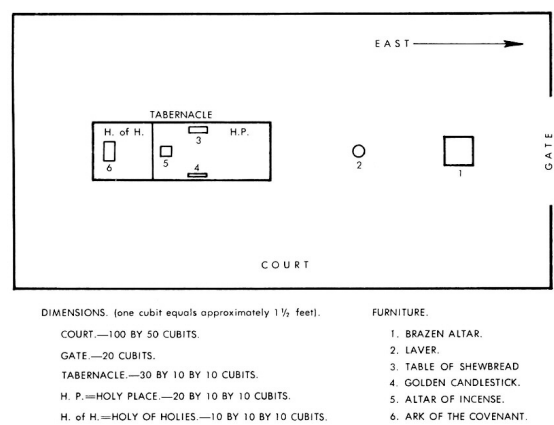 EAST
TABERNACLE
H. of H.
H.P.
3
6
5
4
2
1
GATE
COURT
DIMENSIONS. (one cubit equals approximately 1 1/2 feet).
COURT.—100 BY 50 CUBITS.
GATE.—20 CUBITS.
TABERNACLE.—30 BY 10 BY 10 CUBITS.
H. P.=HOLY PLACE.—20 BY 10 BY 10 CUBITS.
H. of H.=HOLY OF HOLIES.—10 BY 10 BY 10 CUBITS.
FURNITURE.
1. BRAZEN ALTAR.
2. LAVER.
3. TABLE OF SHEWBREAD
4. GOLDEN CANDLESTICK.
5. ALTAR OF INCENSE.
6. ARK OF THE COVENANT.